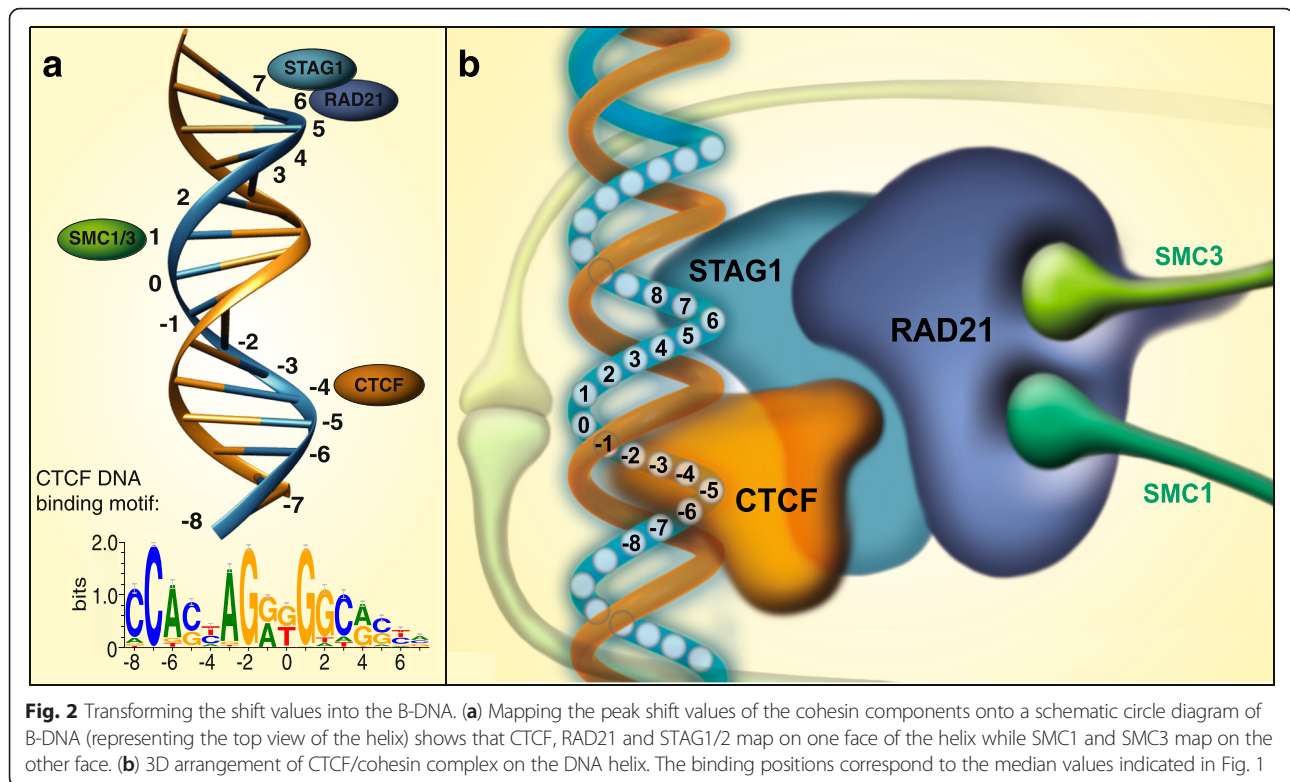 a
STAG1
7
6
RAD21
5
4
3
2
SMC1/3
1
0
-1
-2
-3
-4
CTCF
-5
-6
-7
-8
CTCF DNA
binding motif:
2.0
1.0
0
bits
-8 -6 -4 -2 0 2 4 6
b
STAG1
RAD21
CTCF
SMC3
SMC1
8
7
6
5
4
3
2
1
0
-1
-2
-3
-4
-5
-6
-7
-8
Fig. 2 Transforming the shift values into the B-DNA. (a) Mapping the peak shift values of the cohesin components onto a schematic circle diagram of
B-DNA (representing the top view of the helix) shows that CTCF, RAD21 and STAG1/2 map on one face of the helix while SMC1 and SMC3 map on the
other face. (b) 3D arrangement of CTCF/cohesin complex on the DNA helix. The binding positions correspond to the median values indicated in Fig. 1